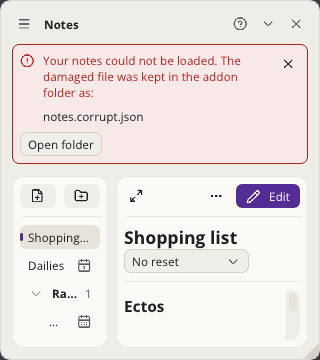 Notes
Your notes could not be loaded. The
damaged file was kept in the addon
folder as:
notes.corrupt.json
Open folder
Edit
Shopping...
Shopping list
No reset
Dailies
Ra... 1
...
Ectos